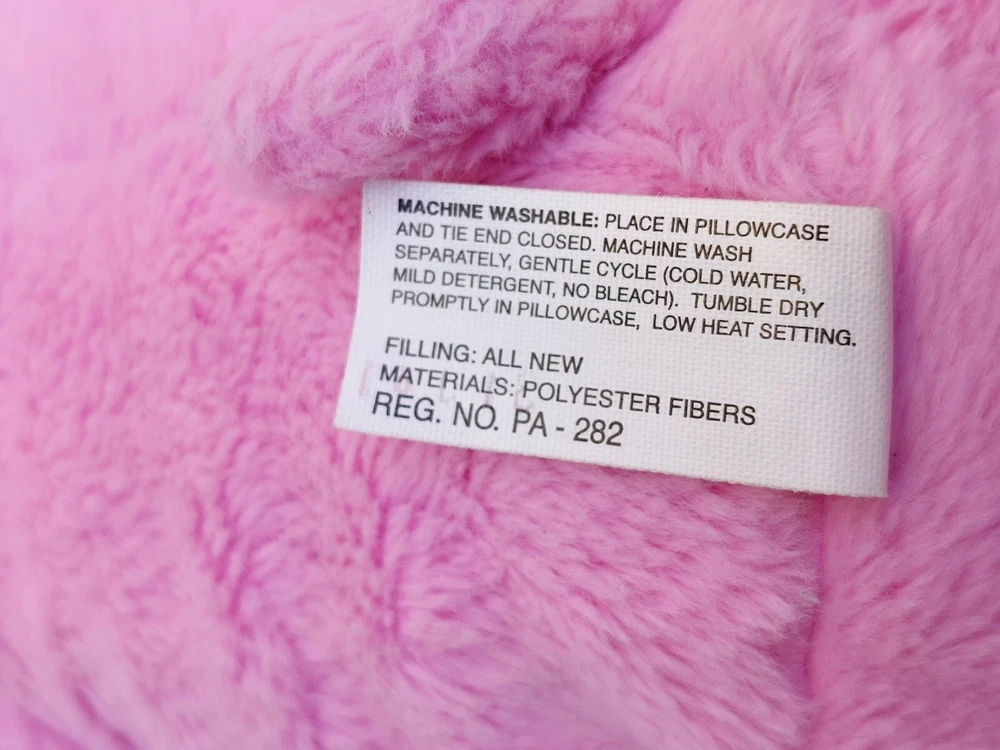 MACHINE WASHABLE: PLACE IN PILLOWCASE
AND TIE END CLOSED. MACHINE WASH
SEPARATELY, GENTLE CYCLE (COLD WATER,
MILD DETERGENT, NO BLEACH). TUMBLE DRY
PROMPTLY IN PILLOWCASE, LOW HEAT SETTING.
FILLING: ALL NEW
MATERIALS: POLYESTER FIBERS
REG. NO. PA - 282